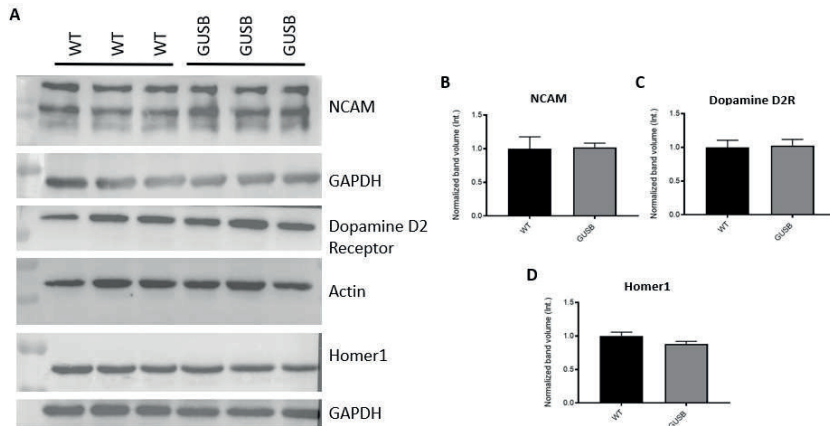 A
WT
WT
WT
GUSB
GUSB
GUSB
NCAM
GAPDH
Dopamine D2
Receptor
Actin
Homer1
GAPDH
B
NCAM
Normalized band volume (Int.)
1.5
1.0
0.5
0.0
WT
GUSB
C
Dopamine D2R
Normalized band volume (Int.)
1.5
1.0
0.5
0.0
WT
GUSB
D
Homer1
Normalized band volume (Int.)
1.5
1.0
0.5
0.0
WT
GUSB